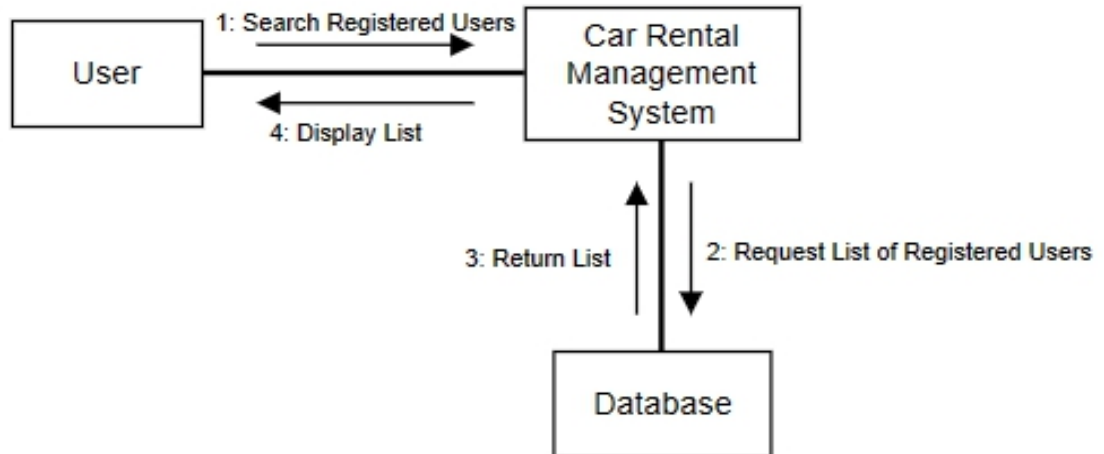 1: Search Registered Users
User
Car Rental
Management
System
4: Display List
3: Return List
2: Request List of Registered Users
Database